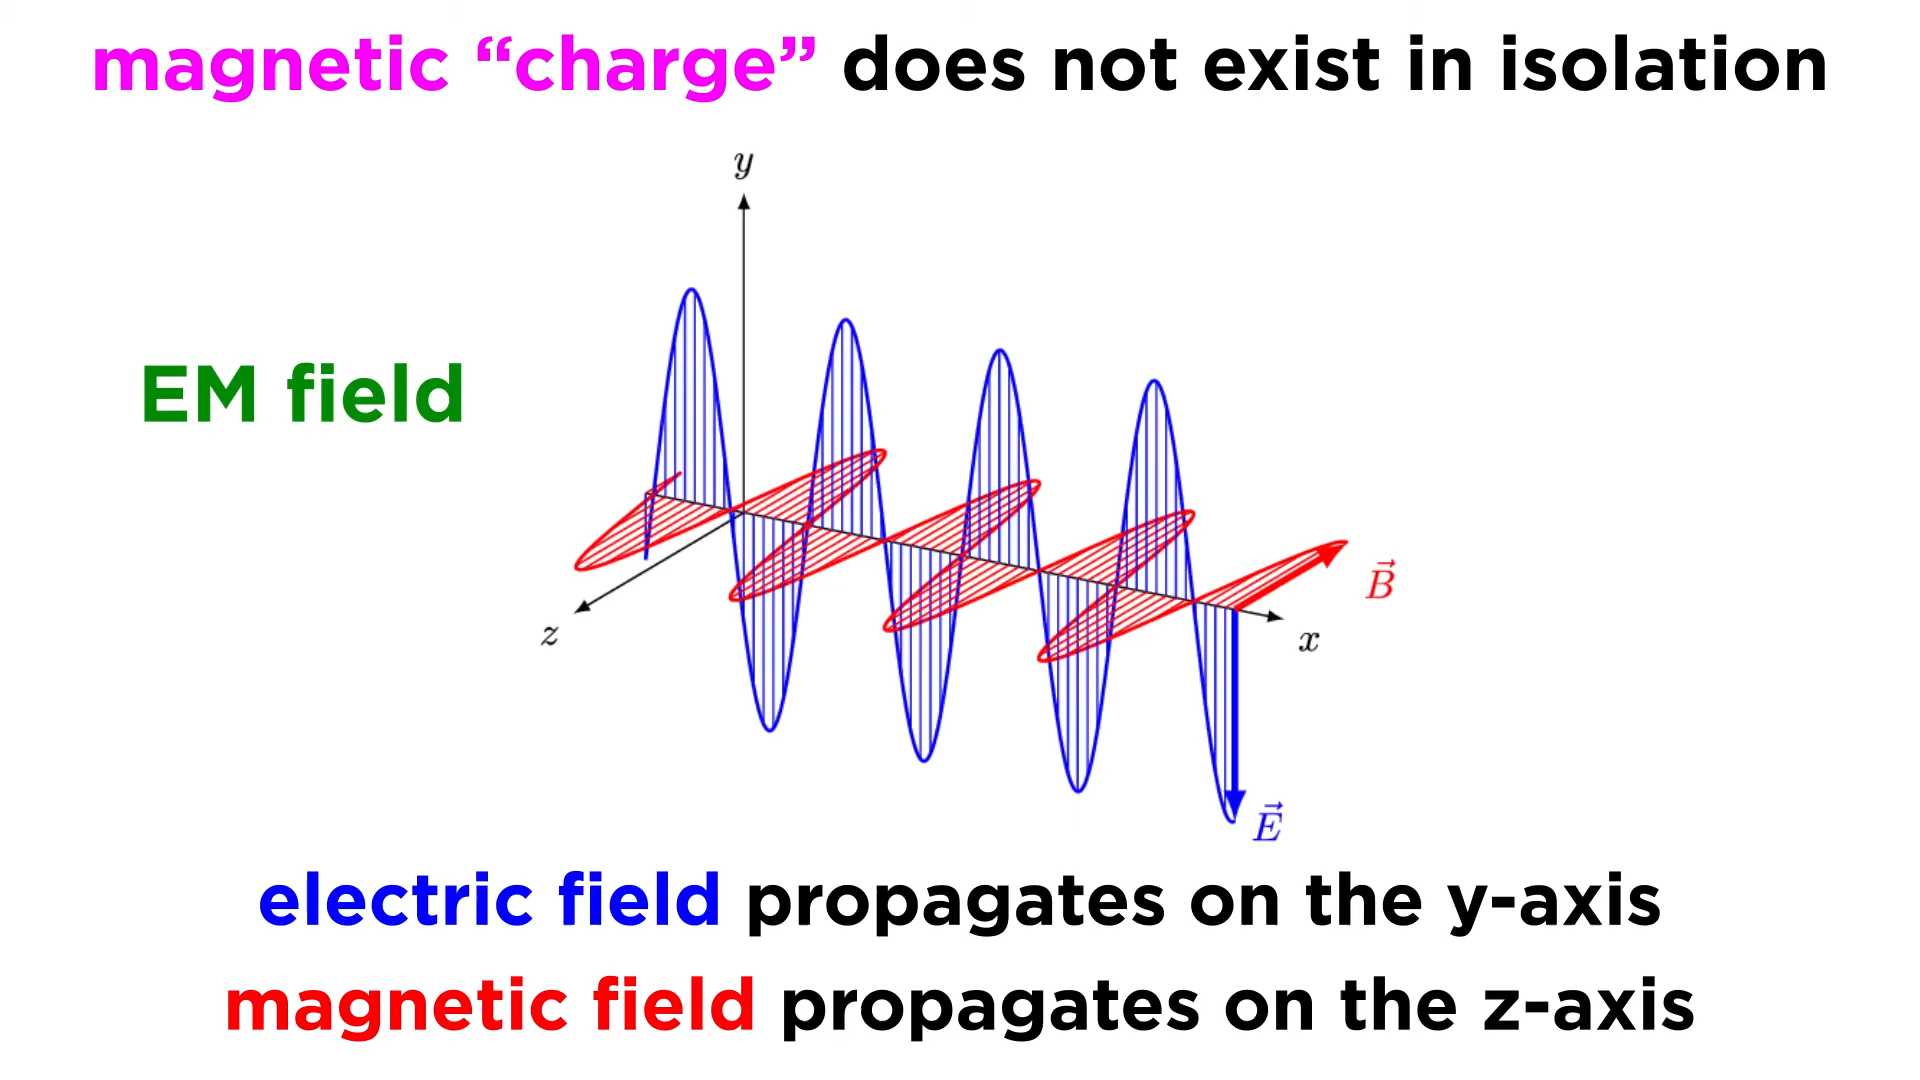 magnetic “charge” does not exist in isolation
y
EM field
B⃗
z
x
E⃗
electric field propagates on the y-axis
magnetic field propagates on the z-axis